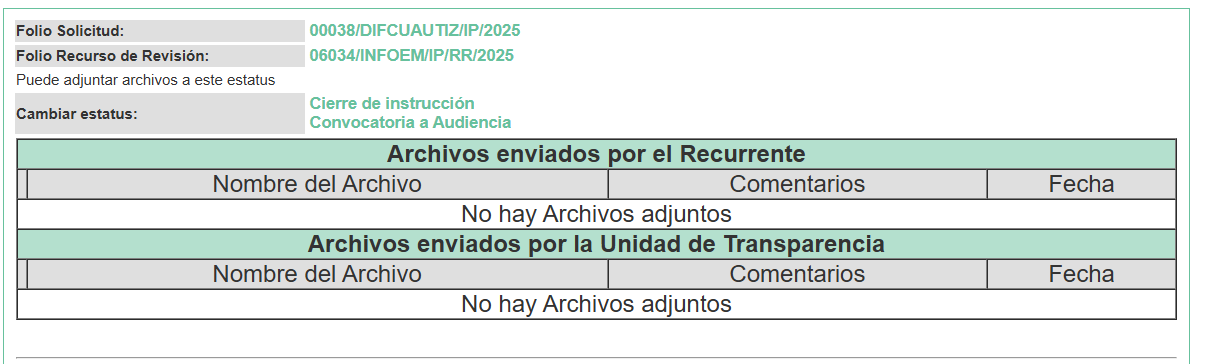 Folio Solicitud: 00038/DIFCUAUTIZ/IP/2025
Folio Recurso de Revisión: 06034/INFOEM/IP/RR/2025
Puede adjuntar archivos a este estatus
Cambiar estatus: Cierre de instrucción
Convocatoria a Audiencia
Archivos enviados por el Recurrente
Nombre del Archivo Comentarios Fecha
No hay Archivos adjuntos
Archivos enviados por la Unidad de Transparencia
Nombre del Archivo Comentarios Fecha
No hay Archivos adjuntos